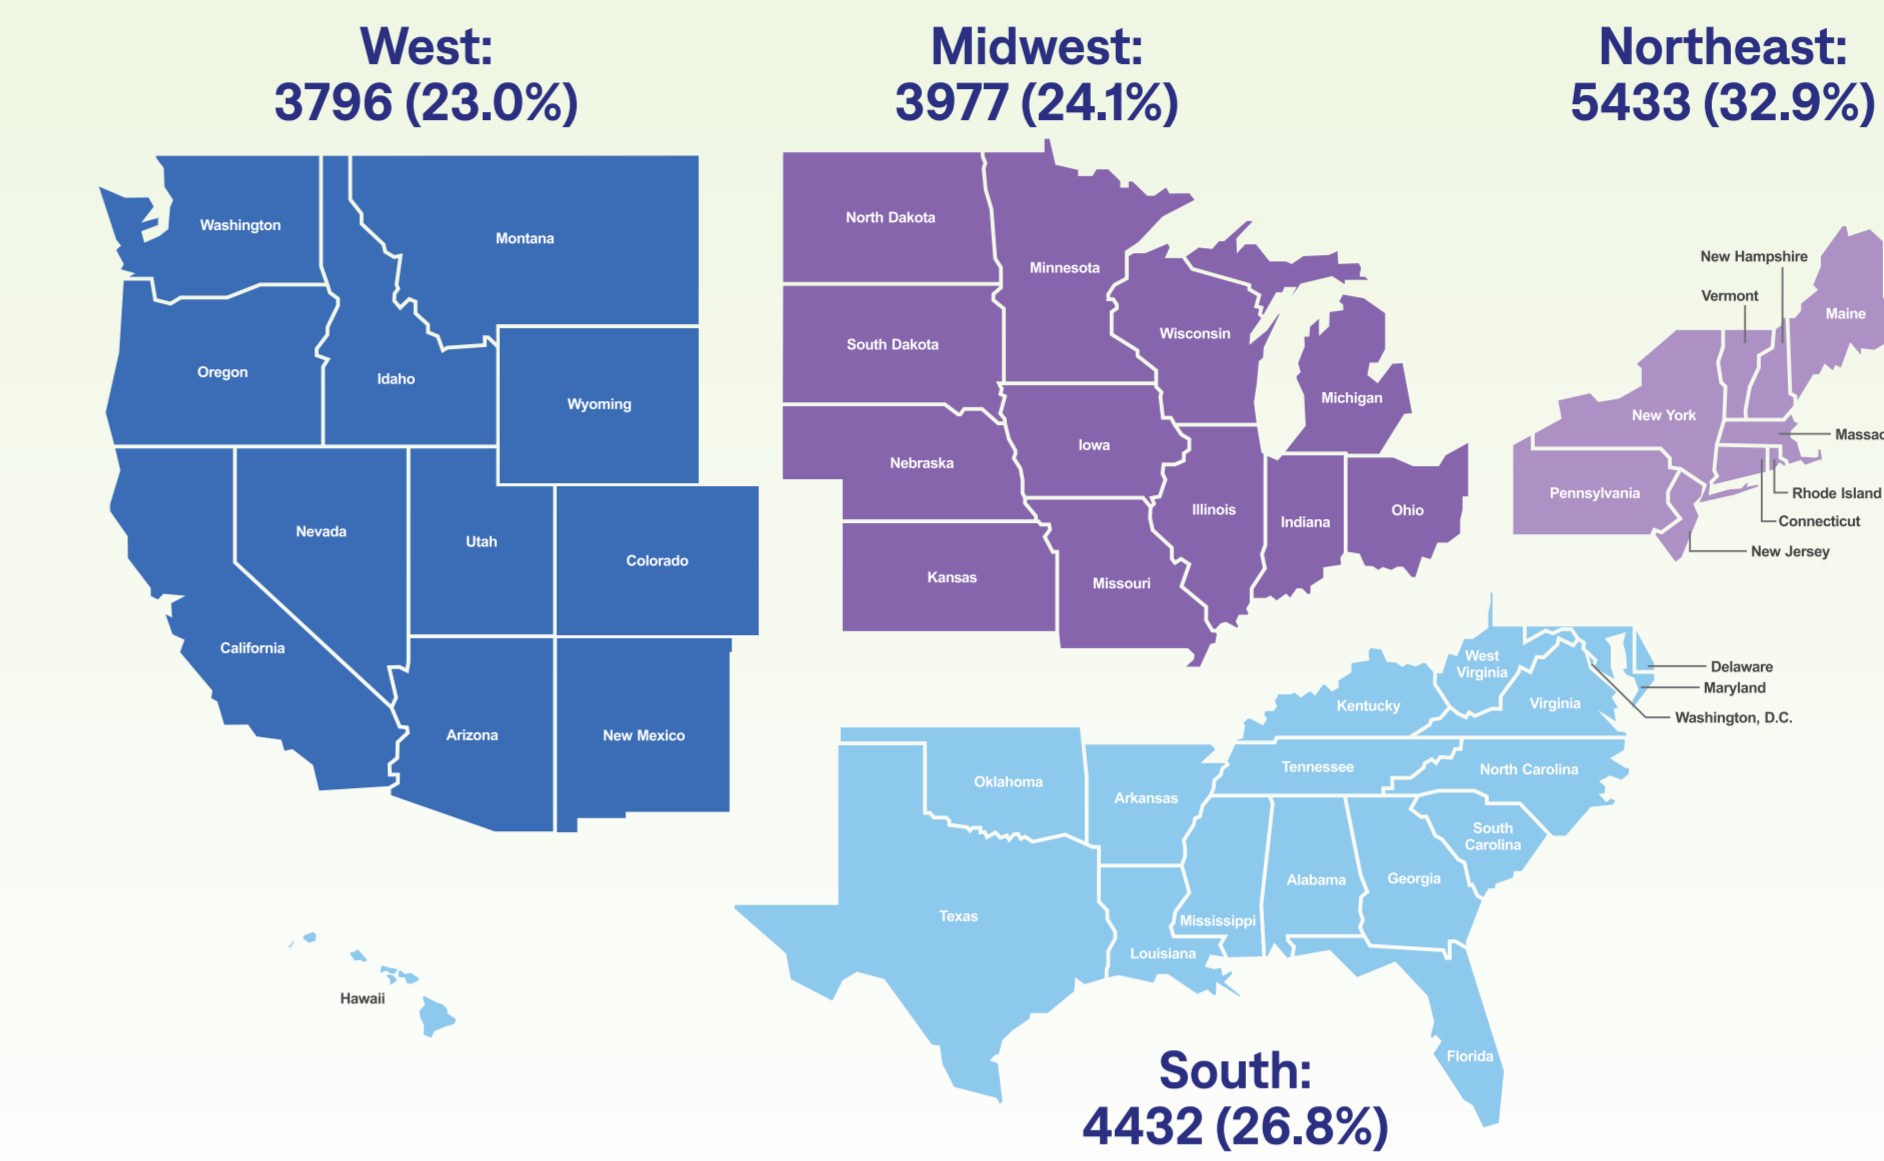 West:
3796 (23.0%)
Midwest:
3977 (24.1%)
Northeast:
5433 (32.9%)
Washington
Montana
Oregon
Idaho
Wyoming
Nevada
Utah
Colorado
California
Arizona
New Mexico
Hawaii
North Dakota
Minnesota
South Dakota
Wisconsin
Michigan
Iowa
Nebraska
Illinois
Indiana
Ohio
Kansas
Missouri
New Hampshire
Vermont
Maine
New York
Massac
Pennsylvania
Rhode Island
Connecticut
New Jersey
West
Virginia
Delaware
Maryland
Washington, D.C.
Kentucky
Virginia
Tennessee
North Carolina
Oklahoma
Arkansas
South
Carolina
Alabama
Georgia
Texas
Mississippi
Louisiana
Florida
South:
4432 (26.8%)